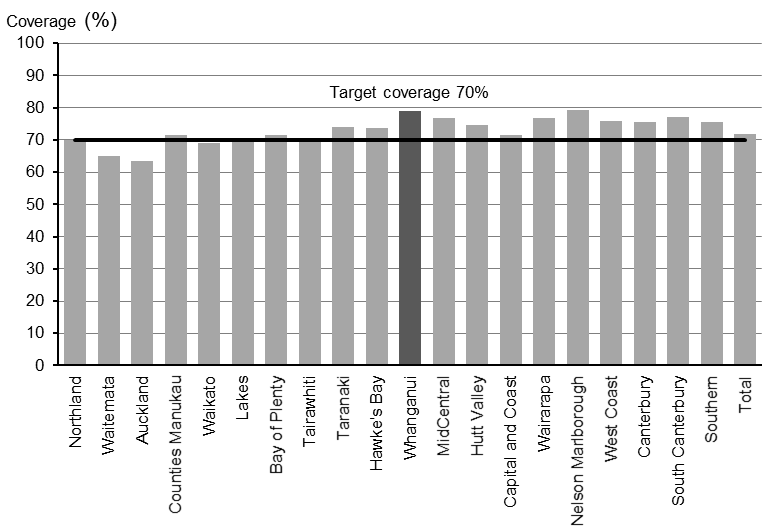 Coverage (%)
100
90
80
70
60
50
40
30
20
10
0
Target coverage 70%
Northland
Waitemata
Auckland
Counties Manukau
Waikato
Lakes
Bay of Plenty
Tairawhiti
Taranaki
Hawke's Bay
Whanganui
MidCentral
Hutt Valley
Capital and Coast
Wairarapa
Nelson Marlborough
West Coast
Canterbury
South Canterbury
Southern
Total